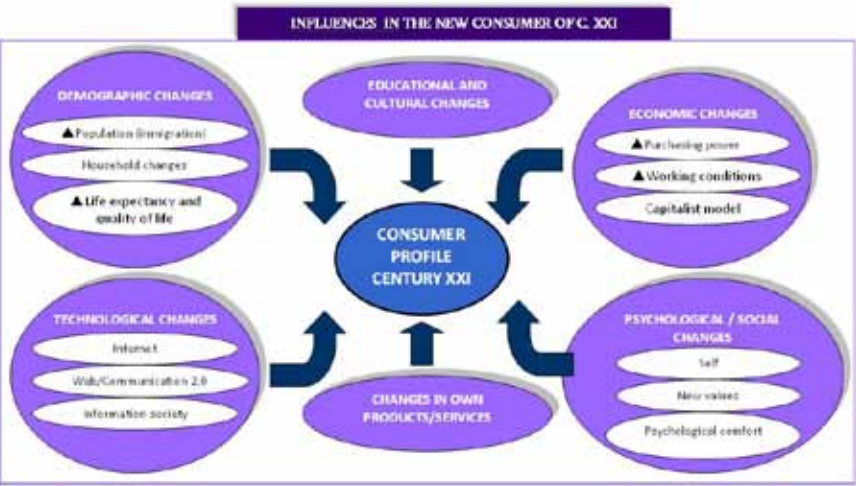 INFLUENCES IN THE NEW CONSUMER OF C. XXI
DEMOGRAPHIC CHANGES
▲Population (immigration)
Household changes
▲Life expectancy and
quality of life
EDUCATIONAL AND
CULTURAL CHANGES
ECONOMIC CHANGES
▲Purchasing power
▲Working conditions
Capitalist model
CONSUMER
PROFILE
CENTURY XXI
TECHNOLOGICAL CHANGES
Internet
Web/Communication 2.0
Information society
CHANGES IN OWN
PRODUCTS/SERVICES
PSYCHOLOGICAL / SOCIAL
CHANGES
Self
New values
Psychological comfort